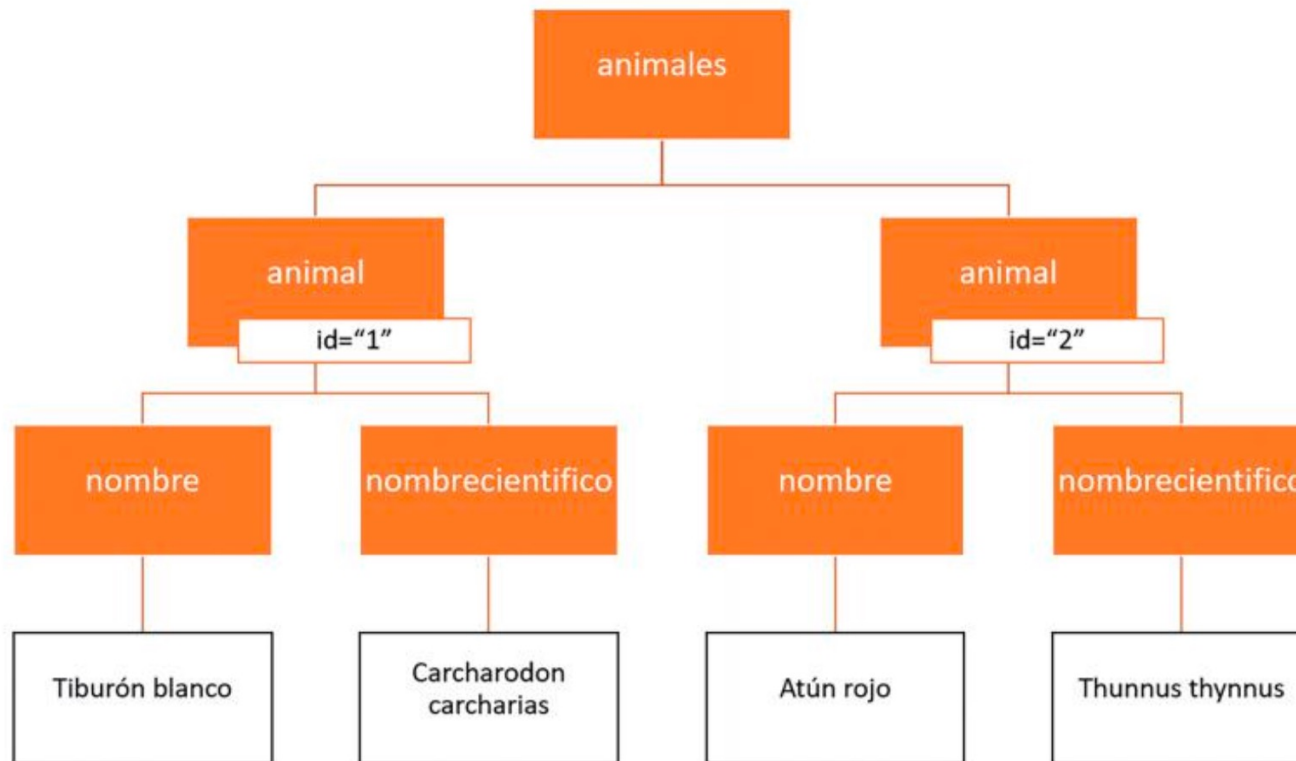 animales
animal
animal
id=“1”
id=“2”
nombre
nombrecientifico
nombre
nombrecientifico
Tiburón blanco
Carcharodon
carcharias
Atún rojo
Thunnus thynnus